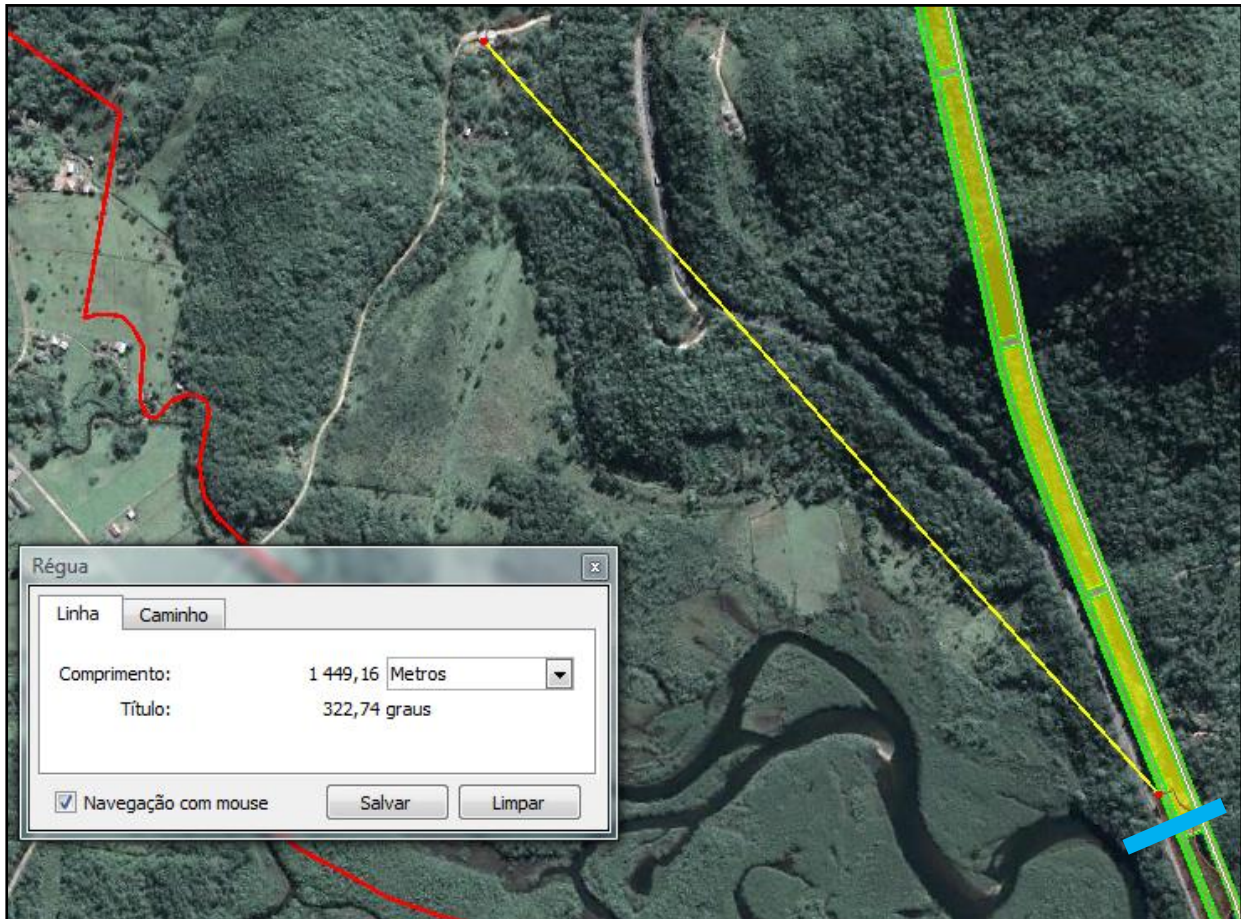 Régua
Linha
Caminho
Comprimento:
1 449,16
Metros
Título:
322,74 graus
Navegação com mouse
Salvar
Limpar